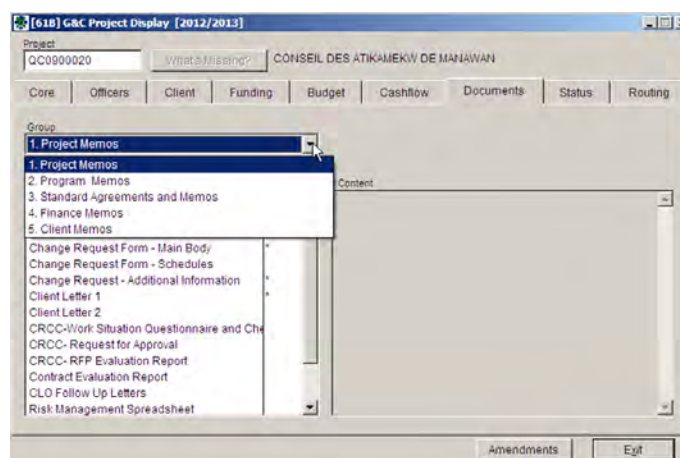 [61B] G&C Project Display [2012/2013]
Project
QC0900020 What's Missing? CONSEIL DES ATIKAMEKW DE MANAWAN
Core Officers Client Funding Budget Cashflow Documents Status Routing
Group
1. Project Memos
1. Project Memos
2. Program Memos
3. Standard Agreements and Memos
4. Finance Memos
5. Client Memos
Content
Change Request Form - Main Body *
Change Request Form - Schedules
Change Request - Additional Information *
Client Letter 1 *
Client Letter 2
CRCC-Work Situation Questionnaire and Che
CRCC- Request for Approval
CRCC- RFP Evaluation Report
Contract Evaluation Report
CLO Follow Up Letters
Risk Management Spreadsheet
Amendments Exit